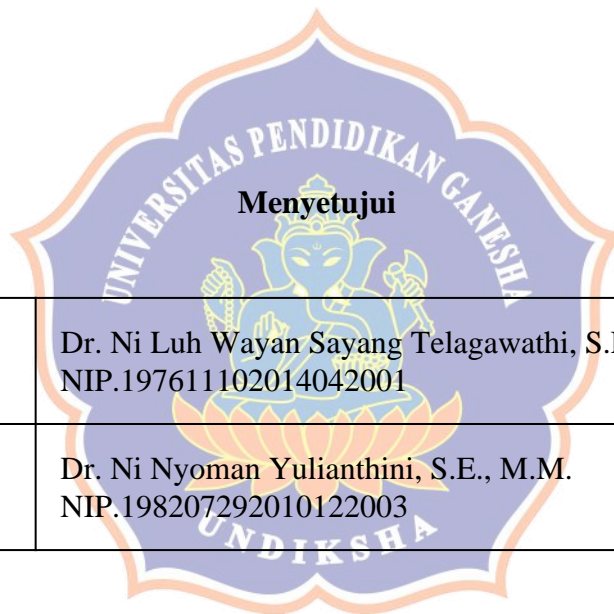 UNIVERSITAS PENDIDIKAN GANESHA
Menyetujui
Dr. Ni Luh Wayan Sayang Telagawathi, S.
NIP.197611102014042001
Dr. Ni Nyoman Yulianthini, S.E., M.M.
NIP.198207292010122003
UNDIKSHA